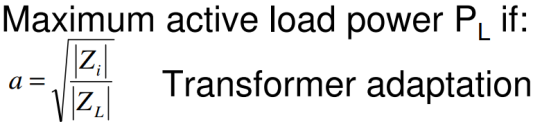 Maximum active load power P_L if:
a = √(|Z_i| / |Z_L|) Transformer adaptation